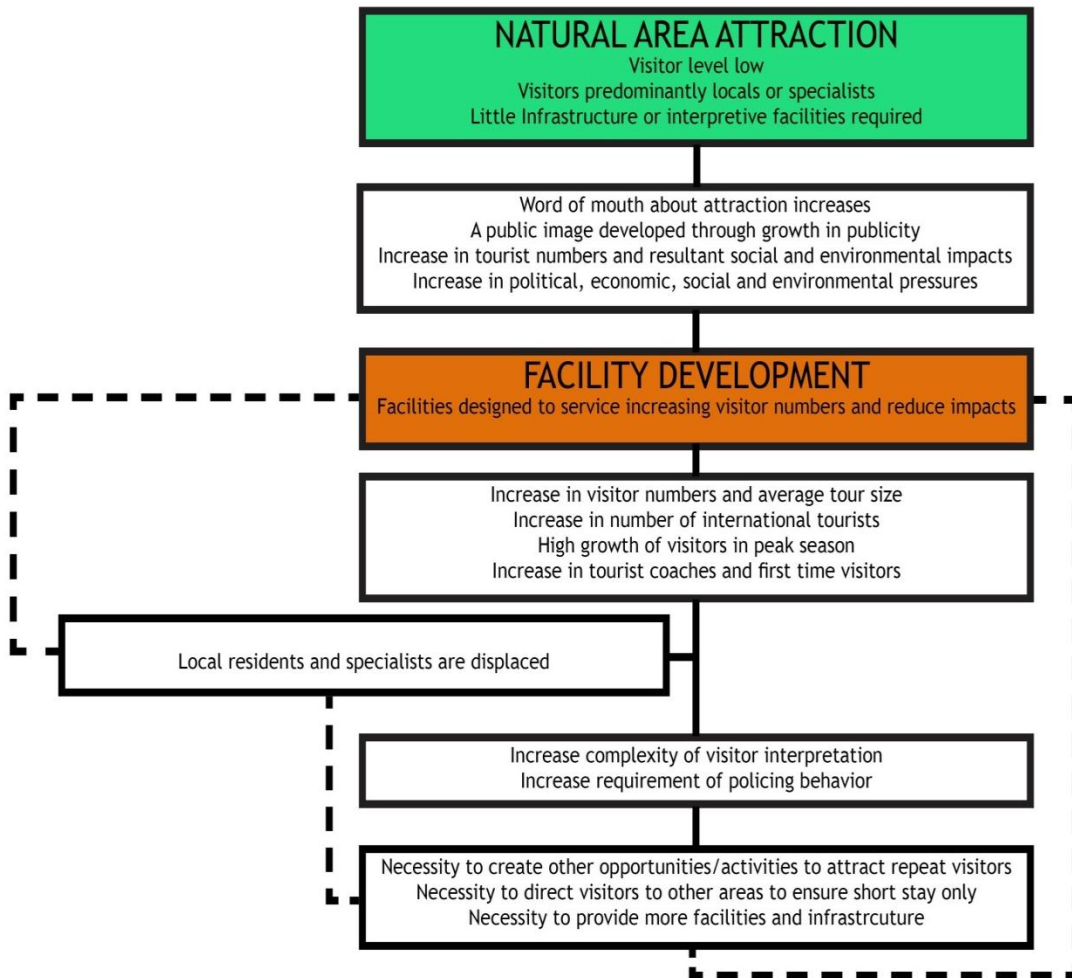 NATURAL AREA ATTRACTION
Visitor level low
Visitors predominantly locals or specialists
Little Infrastructure or interpretive facilities required
Word of mouth about attraction increases
A public image developed through growth in publicity
Increase in tourist numbers and resultant social and environmental impacts
Increase in political, economic, social and environmental pressures
FACILITY DEVELOPMENT
Facilities designed to service increasing visitor numbers and reduce impacts
Increase in visitor numbers and average tour size
Increase in number of international tourists
High growth of visitors in peak season
Increase in tourist coaches and first time visitors
Local residents and specialists are displaced
Increase complexity of visitor interpretation
Increase requirement of policing behavior
Necessity to create other opportunities/activities to attract repeat visitors
Necessity to direct visitors to other areas to ensure short stay only
Necessity to provide more facilities and infrastrcuture